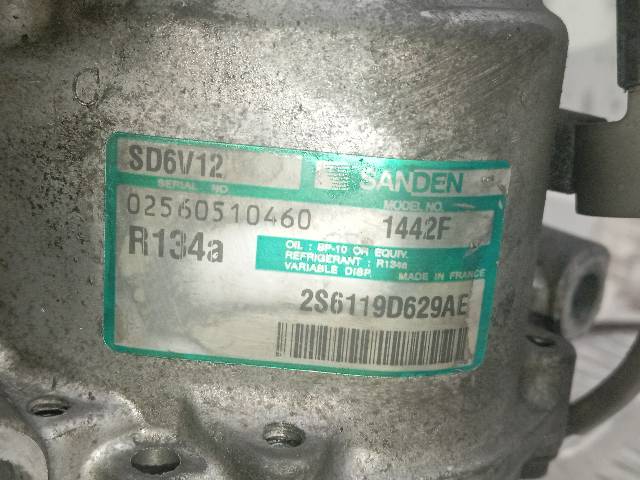 C
SD6V12
SANDEN
SERIAL NO
MODEL NO.
02560510460
1442F
R134a
OIL : SP-10 OR EQUIV.
REFRIGERANT : R134a
VARIABLE DISP.
MADE IN FRANCE
2S6119D629AE